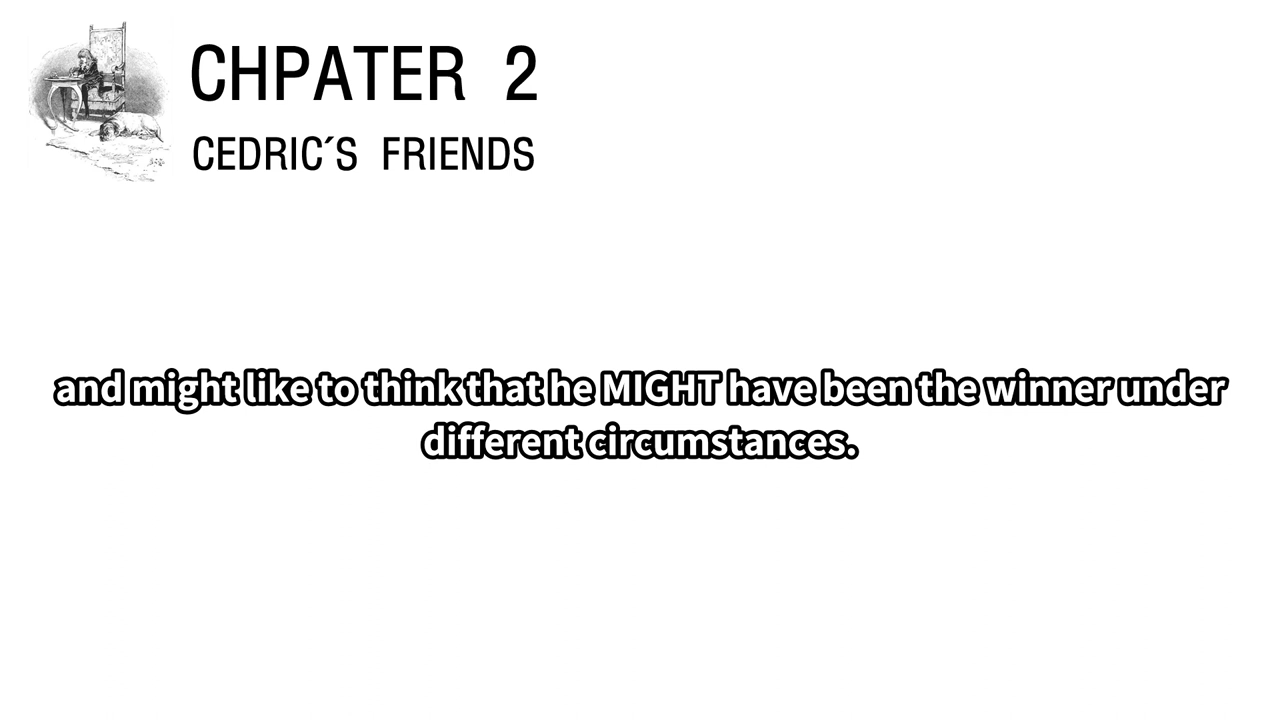 CHPATER 2
CEDRIC´S FRIENDS
and might like to think that he MIGHT have been the winner under
different circumstances.